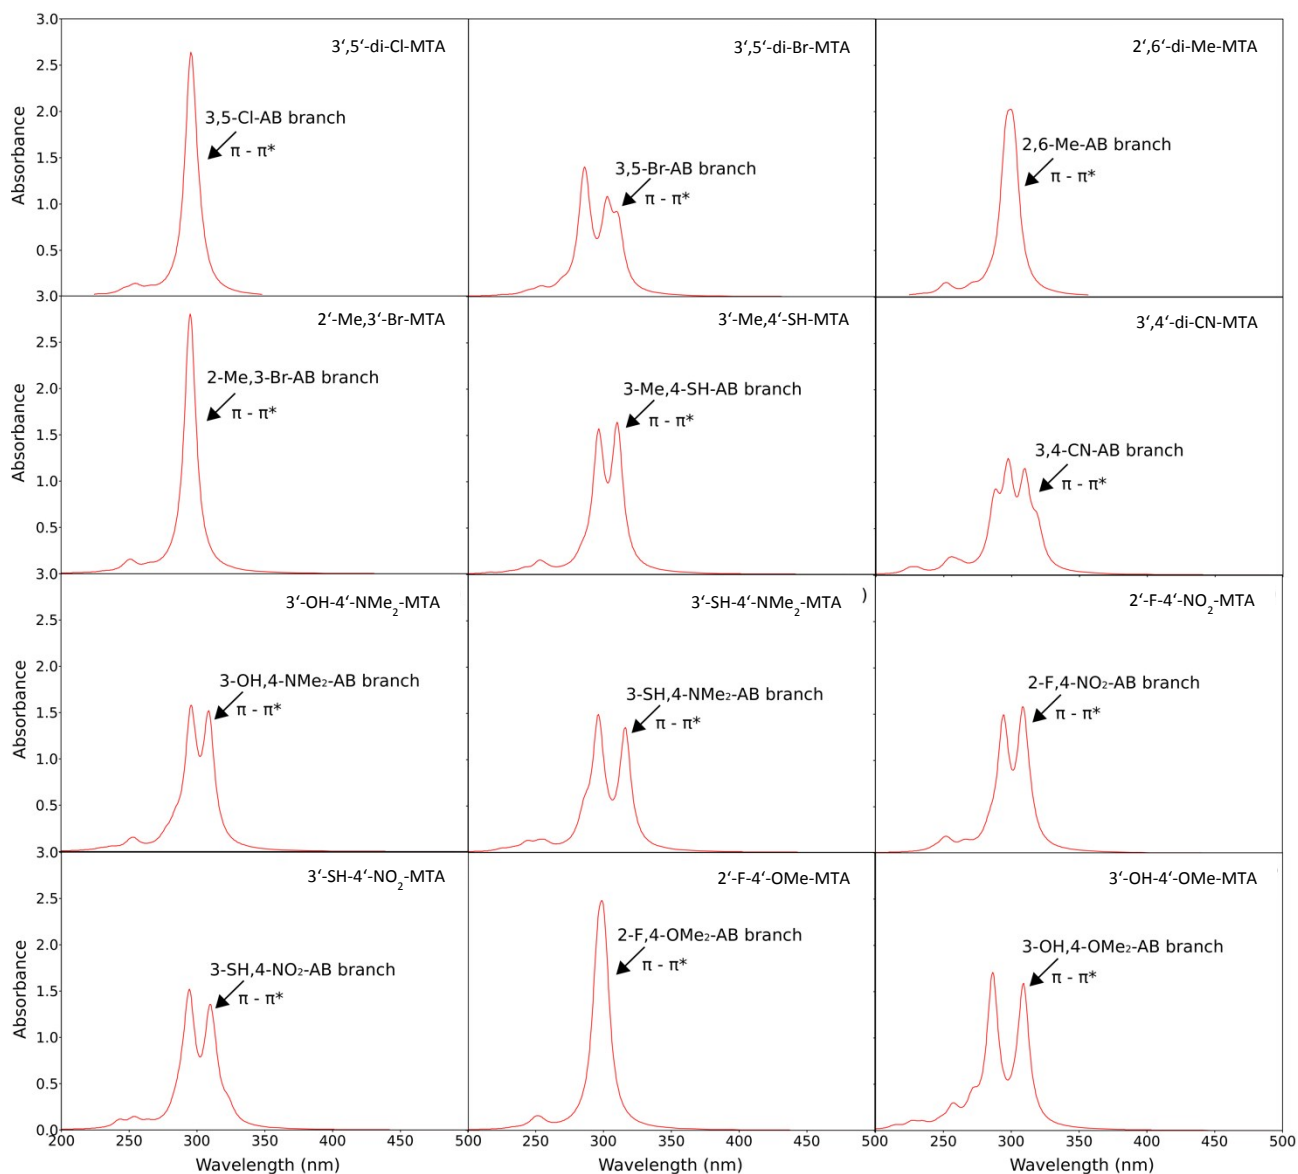 3.0
2.5
2.0
1.5
1.0
0.5
Absorbance
3‘,5‘-di-Cl-MTA
3,5-Cl-AB branch
π - π*
3‘,5‘-di-Br-MTA
3,5-Br-AB branch
π - π*
2‘,6‘-di-Me-MTA
2,6-Me-AB branch
π - π*
3.0
2.5
2.0
1.5
1.0
0.5
Absorbance
2‘-Me,3‘-Br-MTA
2-Me,3-Br-AB branch
π - π*
3‘-Me,4‘-SH-MTA
3-Me,4-SH-AB branch
π - π*
3‘,4‘-di-CN-MTA
3,4-CN-AB branch
π - π*
3.0
2.5
2.0
1.5
1.0
0.5
Absorbance
3‘-OH-4‘-NMe2-MTA
3-OH,4-NMe₂-AB branch
π - π*
3‘-SH-4‘-NMe2-MTA )
3-SH,4-NMe₂-AB branch
π - π*
2‘-F-4‘-NO2-MTA
2-F,4-NO₂-AB branch
π - π*
3.0
2.5
2.0
1.5
1.0
0.5
0.0
Absorbance
3‘-SH-4‘-NO2-MTA
3-SH,4-NO₂-AB branch
π - π*
2‘-F-4‘-OMe-MTA
2-F,4-OMe₂-AB branch
π - π*
3‘-OH-4‘-OMe-MTA
3-OH,4-OMe₂-AB branch
π - π*
200 250 300 350 400 450 500 250 300 350 400 450 500 250 300 350 400 450 500
Wavelength (nm) Wavelength (nm) Wavelength (nm)